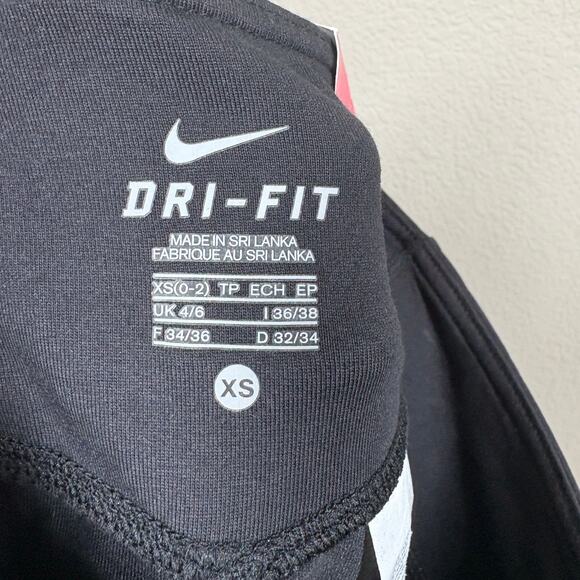 DRI-FIT
MADE IN SRI LANKA
FABRIQUE AU SRI LANKA
XS(0-2) TP ECH EP
UK 4/6 I 36/38
F 34/36 D 32/34
XS